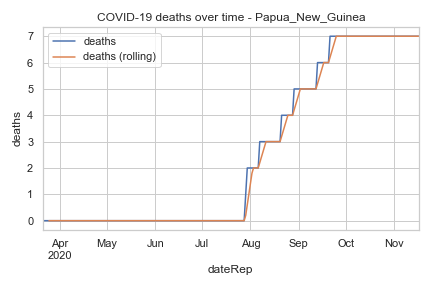 COVID-19 deaths over time - Papua_New_Guinea
deaths
deaths (rolling)
7
6
5
4
3
2
1
0
deaths
Apr May Jun Jul Aug Sep Oct Nov
2020
dateRep